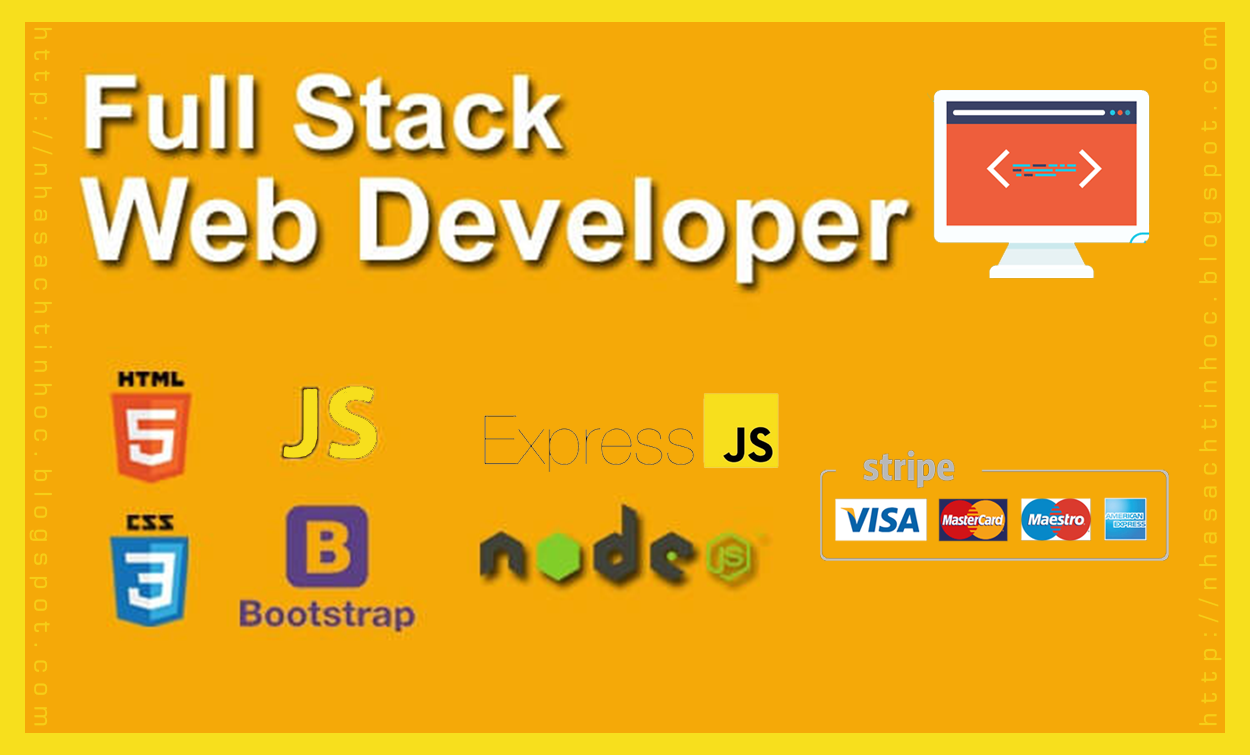 Full Stack
Web Developer
HTML
5
JS
Express JS
stripe
VISA
MasterCard
Maestro
AMERICAN
EXPRESS
CSS
3
B
Bootstrap
node
JS
http://nhasachtinhoc.blogspot.com
http://nhasachtinhoc.blogspot.com